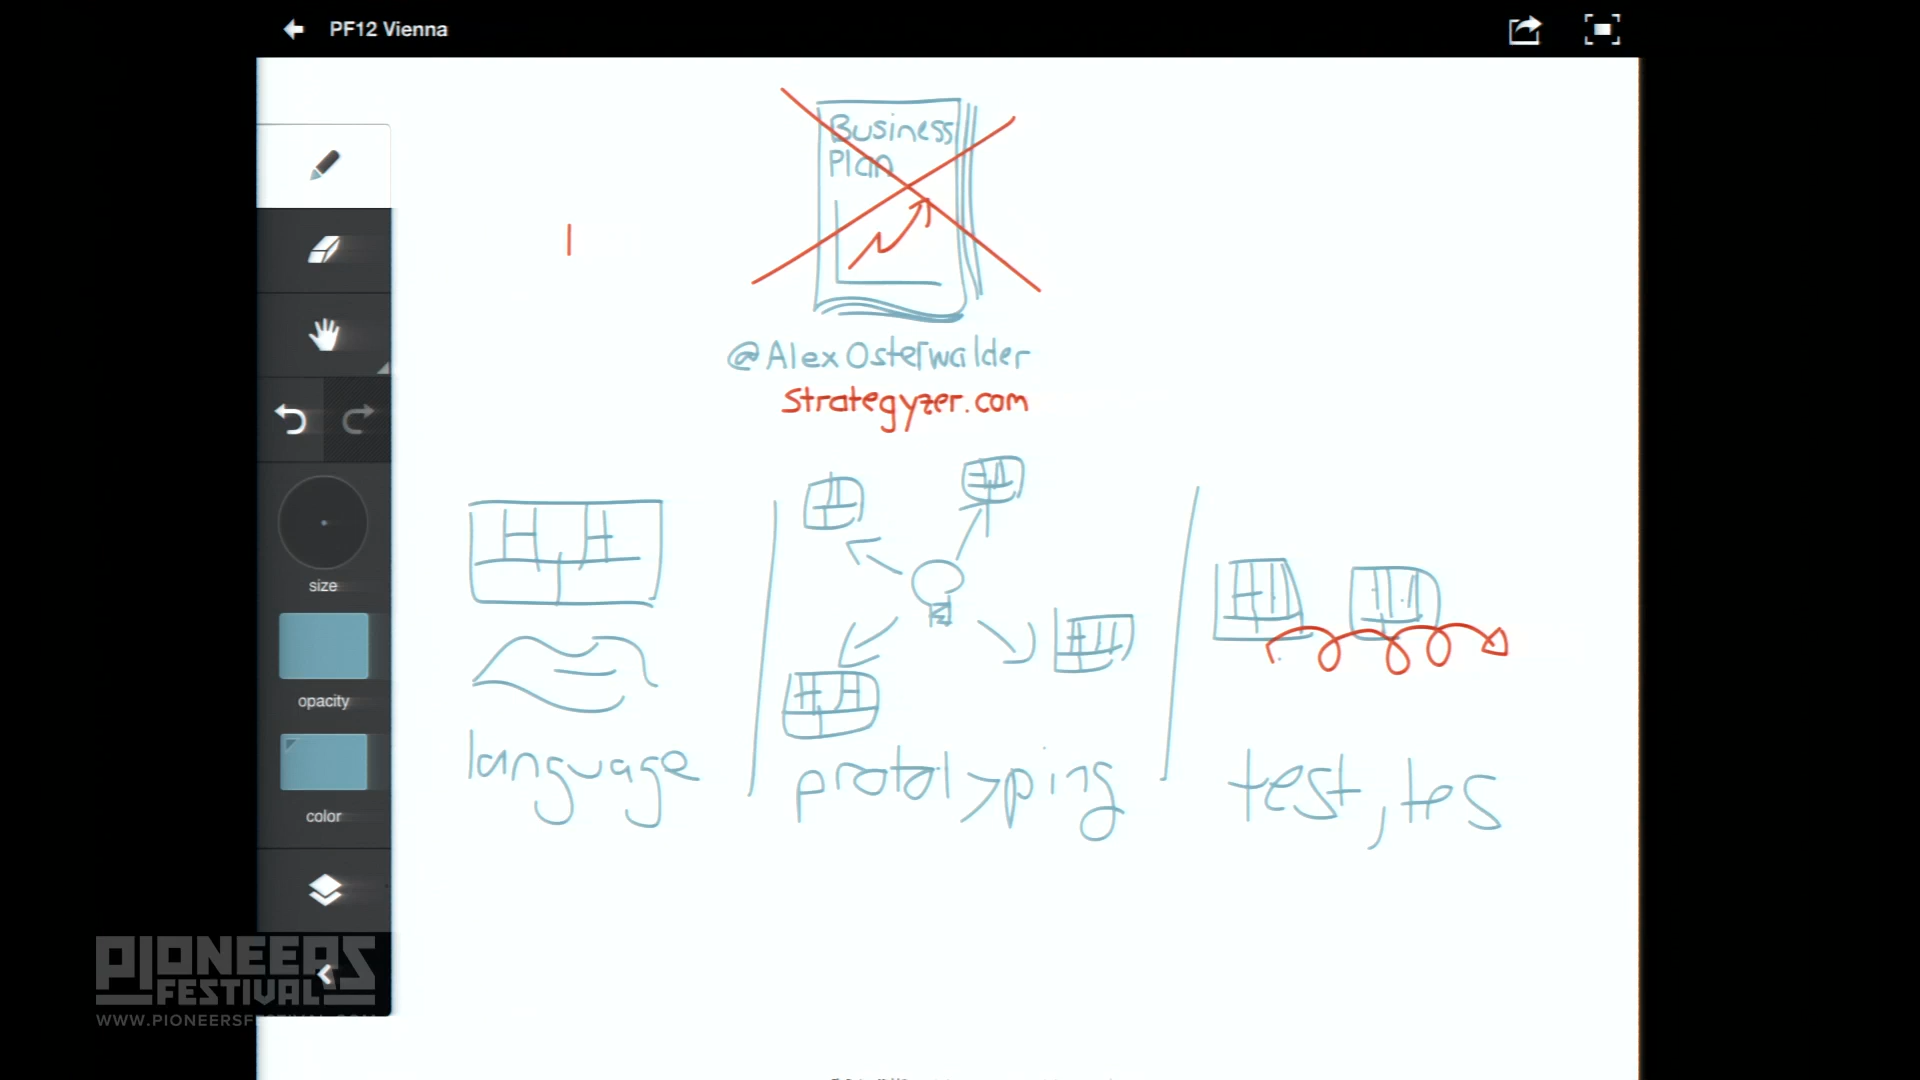 PF12 Vienna
Business
Plan
@AlexOsterwalder
Strategyzer.com
size
opacity
color
language
prototyping
test, tes
PIONEERS
FESTIVAL